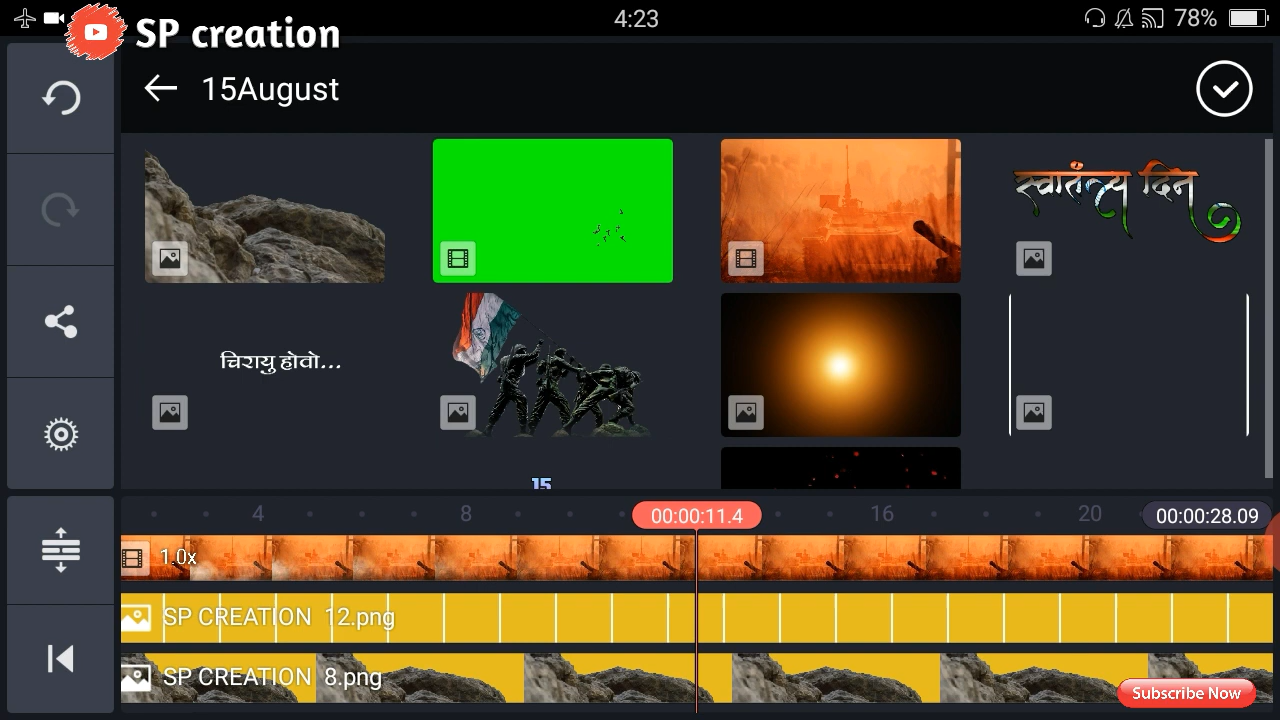 SP creation
4:23
78%
15August
स्वातंत्र्य दिन
चिरायु होवो...
15
4
8
00:00:11.4
16
20
00:00:28.09
1.0x
SP CREATION 12.png
SP CREATION 8.png
Subscribe Now